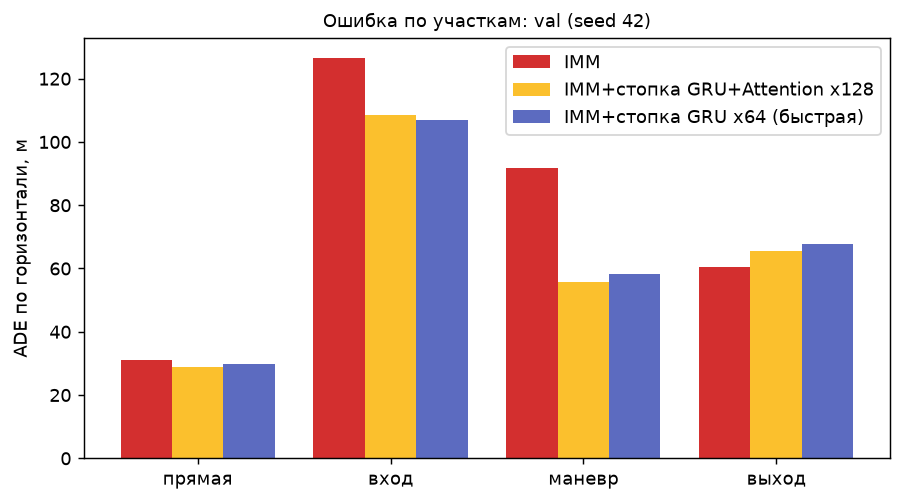 Ошибка по участкам: val (seed 42)
IMM
IMM+стопка GRU+Attention x128
IMM+стопка GRU x64 (быстрая)
ADE по горизонтали, м
120
100
80
60
40
20
0
прямая вход маневр выход